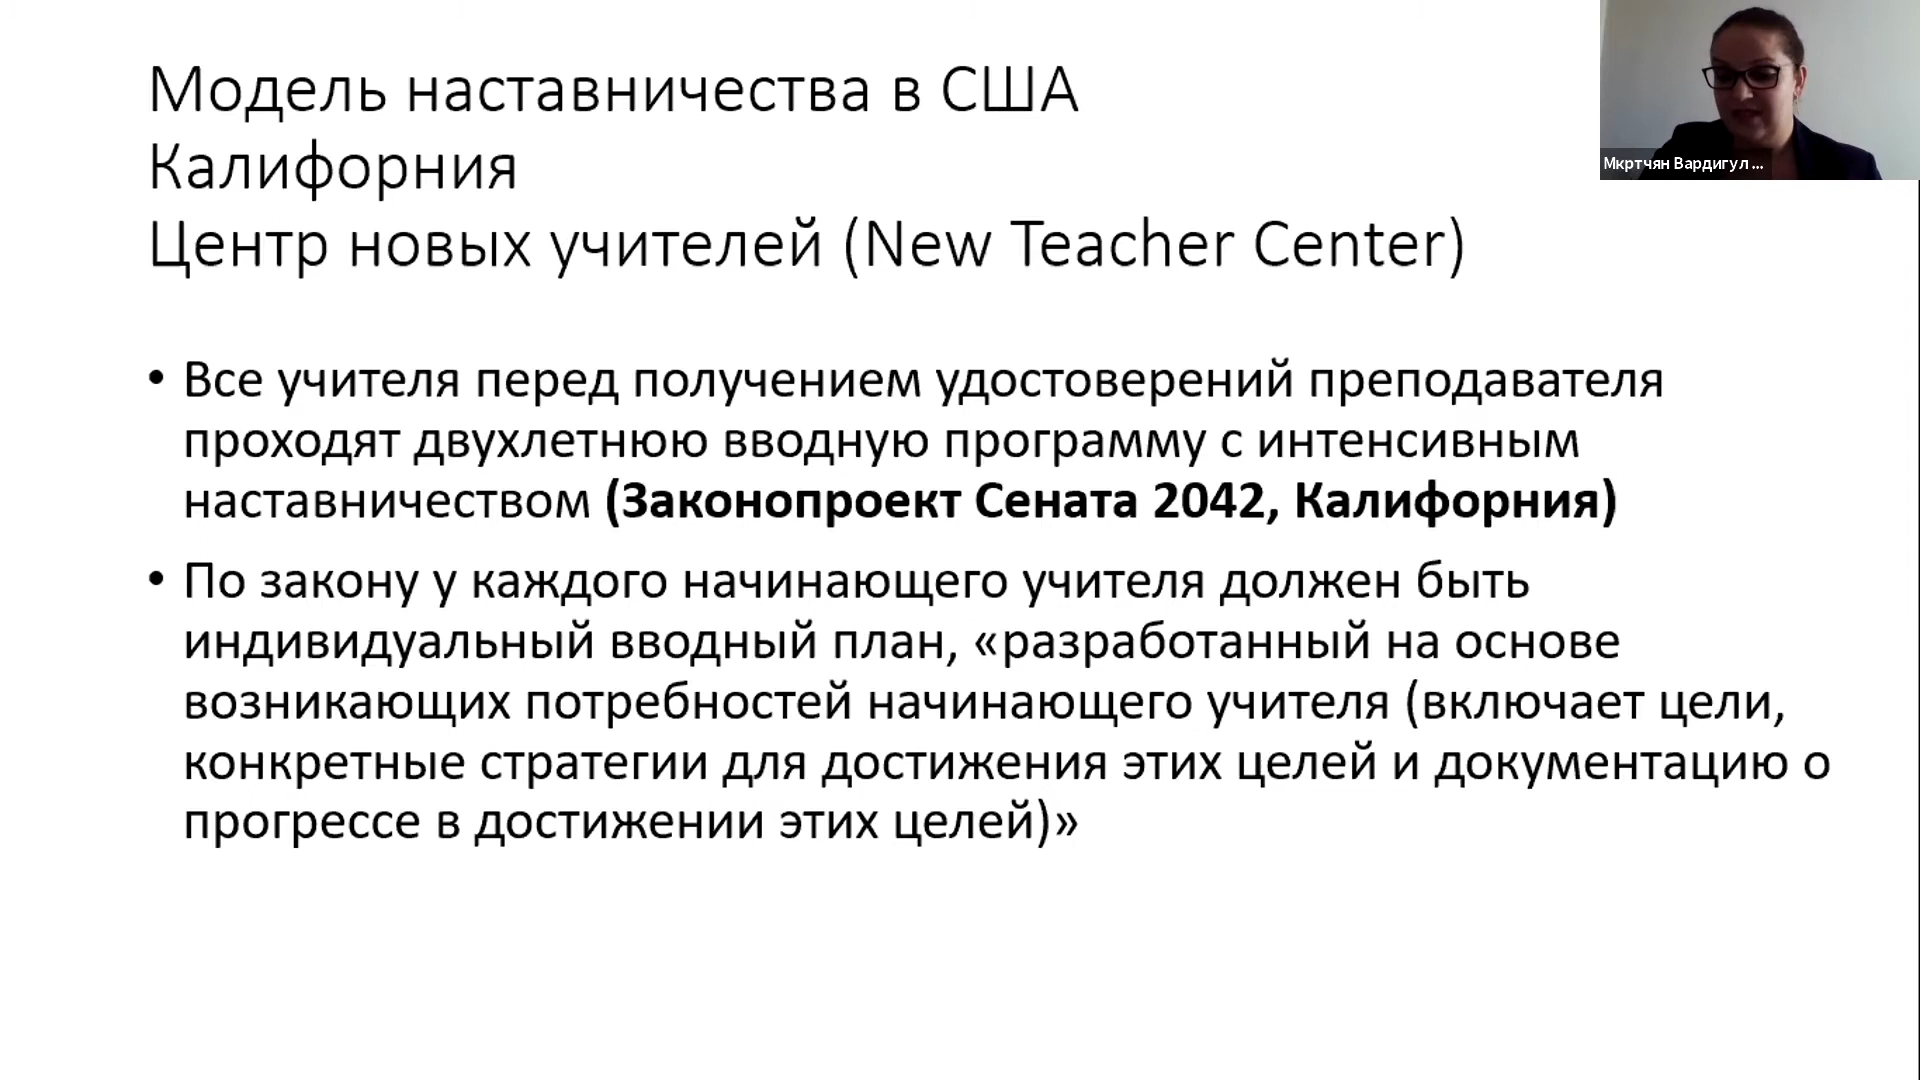 Модель наставничества в США
Калифорния
Центр новых учителей (New Teacher Center)
• Все учителя перед получением удостоверений преподавателя
проходят двухлетнюю вводную программу с интенсивным
наставничеством (Законопроект Сената 2042, Калифорния)
• По закону у каждого начинающего учителя должен быть
индивидуальный вводный план, «разработанный на основе
возникающих потребностей начинающего учителя (включает цели,
конкретные стратегии для достижения этих целей и документацию о
прогрессе в достижении этих целей)»
Мкртчян Вардигул ...